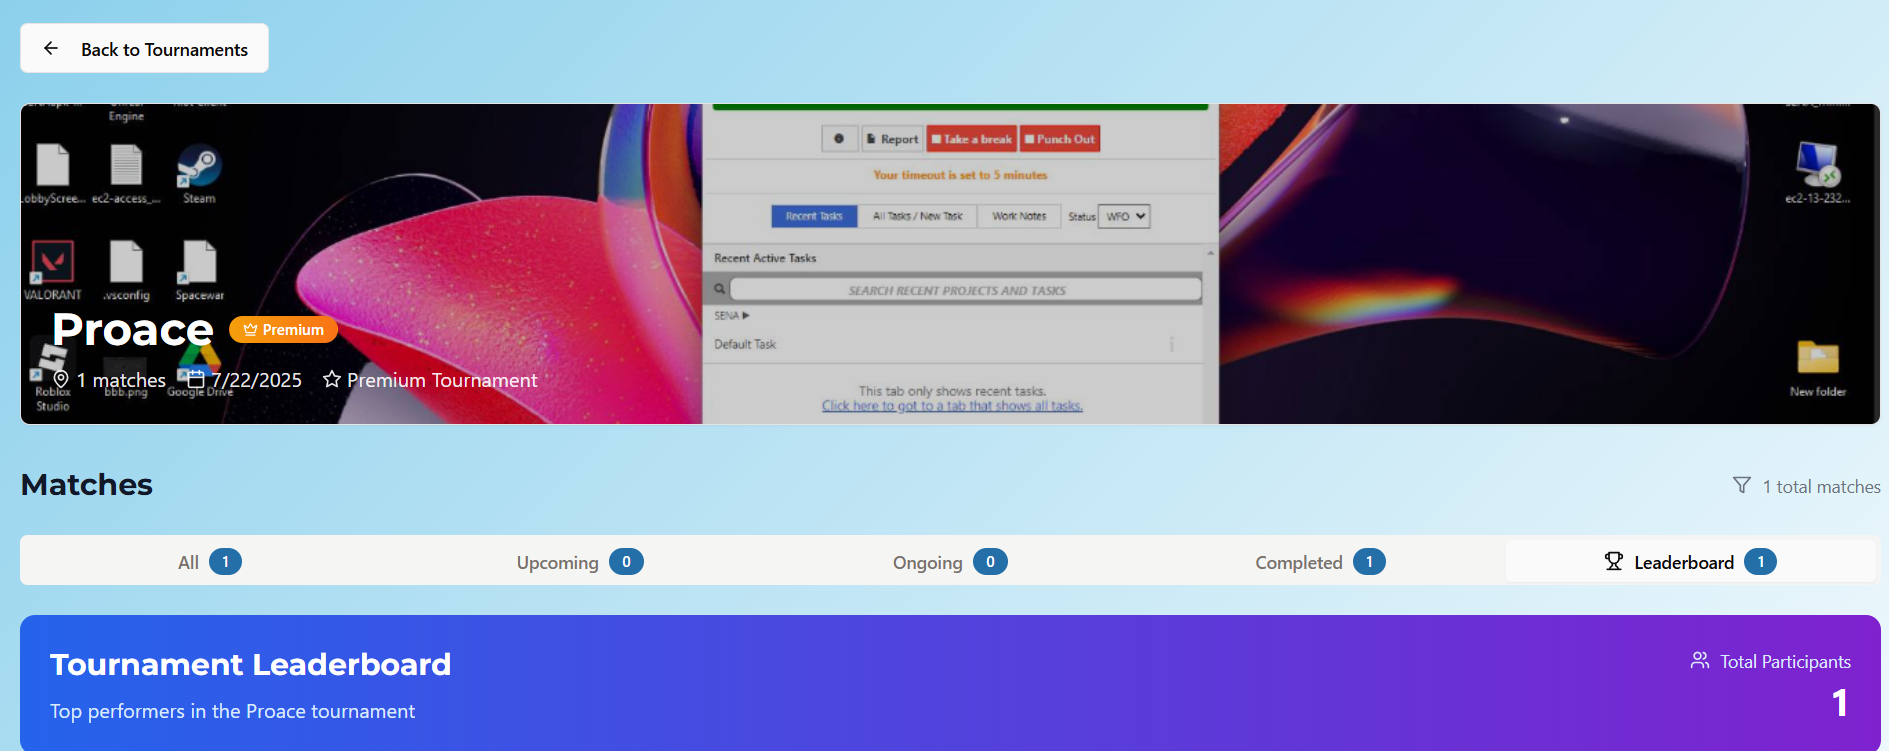 Back to Tournaments
Engine
Report
Take a break
Punch Out
Your timeout is set to 5 minutes
Recent Tasks
All Tasks / New Task
Work Notes
Status
WFO
Recent Active Tasks
SEARCH RECENT PROJECTS AND TASKS
SENA
Default Task
This tab only shows recent tasks.
Click here to got to a tab that shows all tasks.
LobbyScree...
ec2-access_...
Steam
VALORANT
.vsconfig
Spacewar
Roblox
Studio
bbb.png
Google Drive
ec2-13-232...
New folder
Proace
Premium
1 matches
7/22/2025
Premium Tournament
Matches
1 total matches
All 1
Upcoming 0
Ongoing 0
Completed 1
Leaderboard 1
Tournament Leaderboard
Top performers in the Proace tournament
Total Participants
1